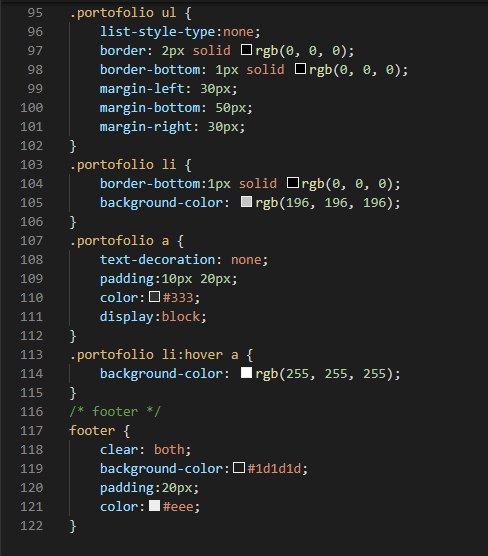 95 .portofolio ul {
96 list-style-type:none;
97 border: 2px solid rgb(0, 0, 0);
98 border-bottom: 1px solid rgb(0, 0, 0);
99 margin-left: 30px;
100 margin-bottom: 50px;
101 margin-right: 30px;
102 }
103 .portofolio li {
104 border-bottom:1px solid rgb(0, 0, 0);
105 background-color: rgb(196, 196, 196);
106 }
107 .portofolio a {
108 text-decoration: none;
109 padding:10px 20px;
110 color:#333;
111 display:block;
112 }
113 .portofolio li:hover a {
114 background-color: rgb(255, 255, 255);
115 }
116 /* footer */
117 footer {
118 clear: both;
119 background-color:#1d1d1d;
120 padding:20px;
121 color:#eee;
122 }